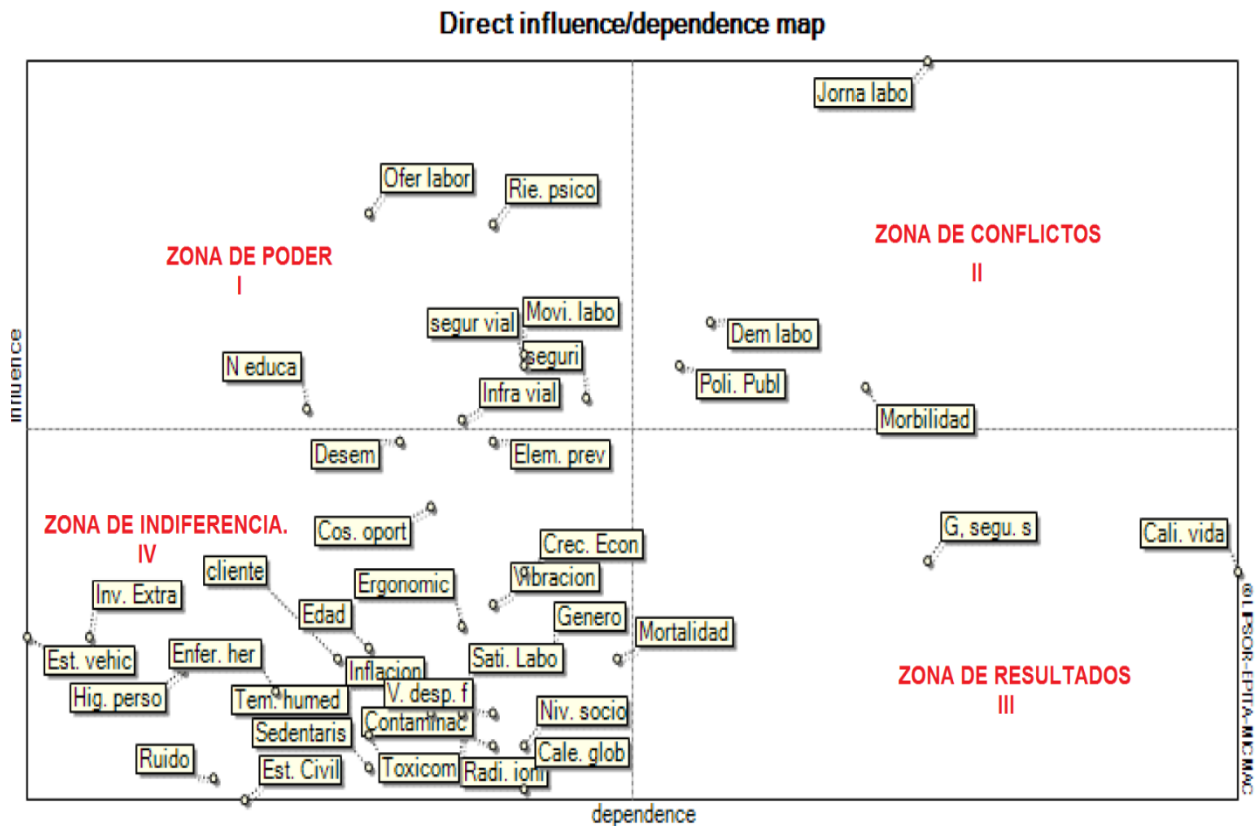 Direct influence/dependence map
Jorna labo
Ofer labor
Rie. psico
ZONA DE PODER
I
ZONA DE CONFLICTOS
II
Movi. labo
segur vial
seguri
Dem labo
N educa
Infra vial
Poli. Publ
Morbilidad
influence
Desem
Elem. prev
ZONA DE INDIFERENCIA.
IV
Cos. oport
G, segu. s
Cali. vida
Crec. Econ
cliente
Ergonomic
Vibracion
Inv. Extra
Edad
Genero
Mortalidad
Est. vehic
Enfer. her
Inflacion
Sati. Labo
Hig. perso
Tem. humed
V. desp. f
ZONA DE RESULTADOS
III
Niv. socio
Contaminac
Sedentaris
Cale. glob
Ruido
Est. Civil
Toxicom
Radi. ioni
dependence
©LIPSOR-EPITA-MICMAC